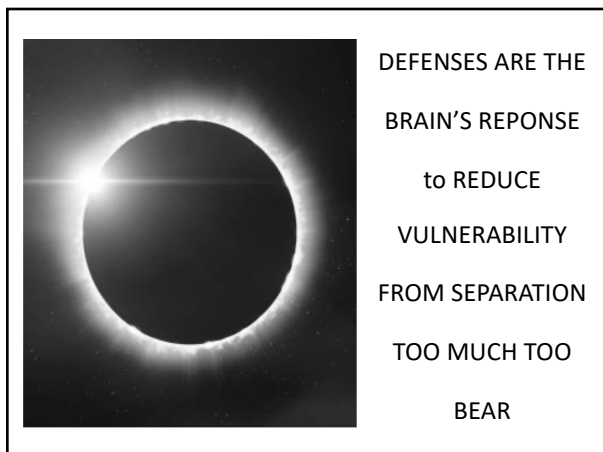 DEFENSES ARE THE
BRAIN’S REPONSE
to REDUCE
VULNERABILITY
FROM SEPARATION
TOO MUCH TOO
BEAR